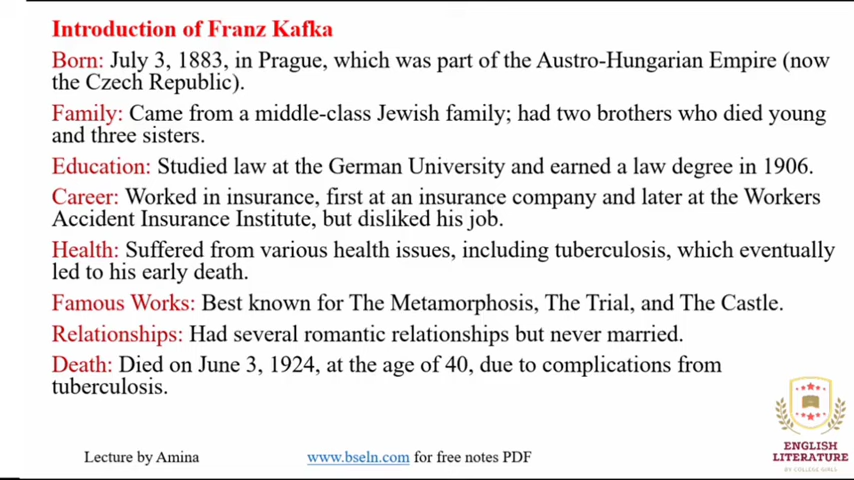 Introduction of Franz Kafka
Born: July 3, 1883, in Prague, which was part of the Austro-Hungarian Empire (now
the Czech Republic).
Family: Came from a middle-class Jewish family; had two brothers who died young
and three sisters.
Education: Studied law at the German University and earned a law degree in 1906.
Career: Worked in insurance, first at an insurance company and later at the Workers
Accident Insurance Institute, but disliked his job.
Health: Suffered from various health issues, including tuberculosis, which eventually
led to his early death.
Famous Works: Best known for The Metamorphosis, The Trial, and The Castle.
Relationships: Had several romantic relationships but never married.
Death: Died on June 3, 1924, at the age of 40, due to complications from
tuberculosis.
Lecture by Amina
www.bseln.com for free notes PDF
ENGLISH
LITERATURE
BY COLLEGE GIRLS